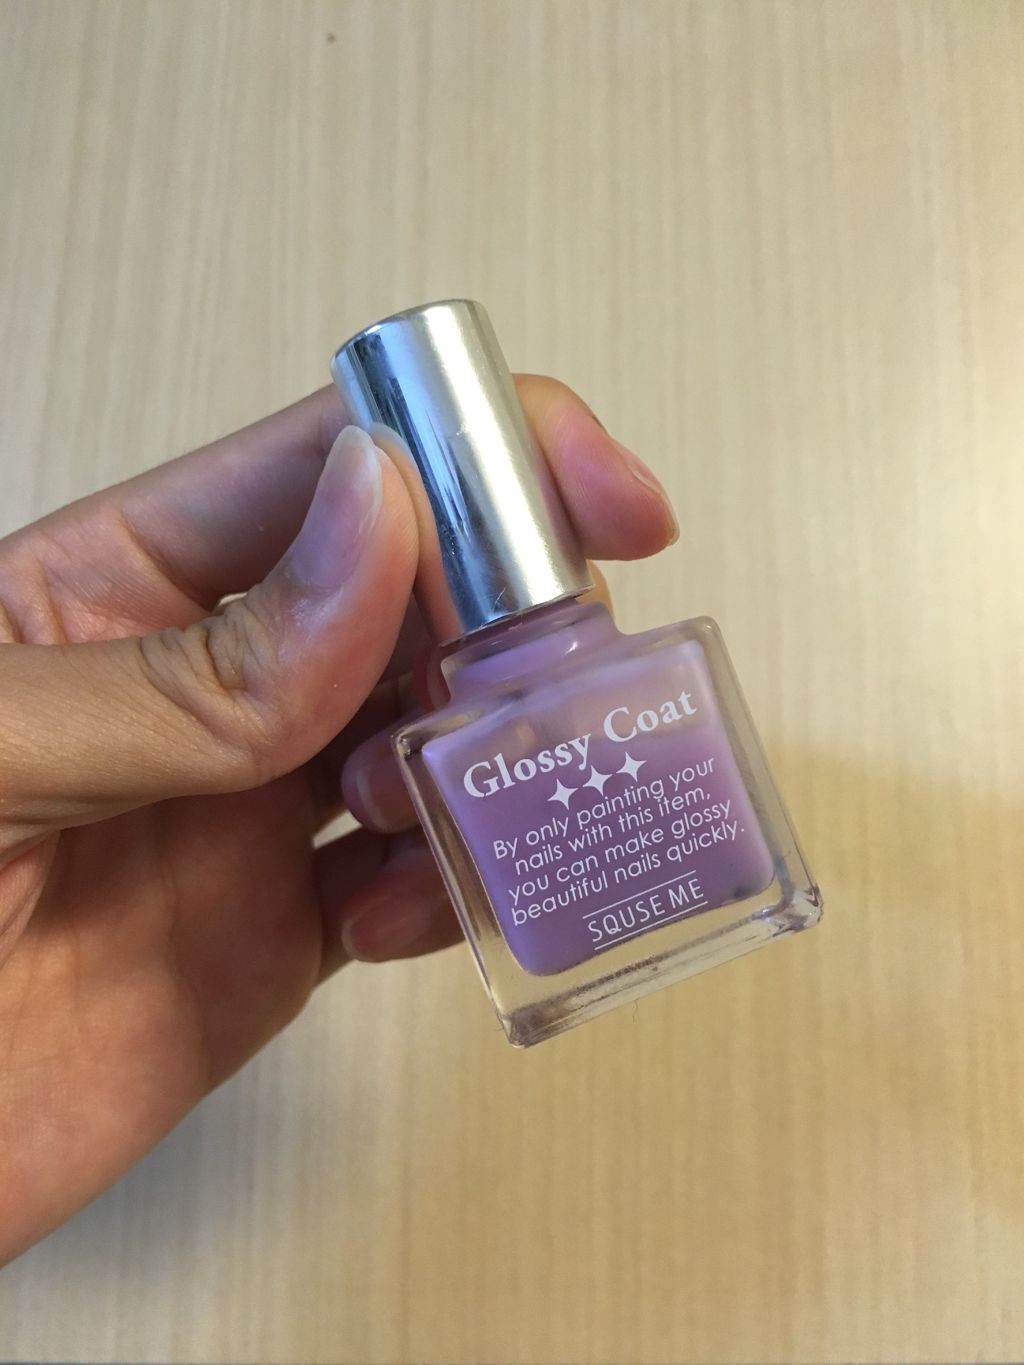 Glossy Coat
By only painting your
nails with this item,
you can make glossy
beautiful nails quickly.
SQUSE ME